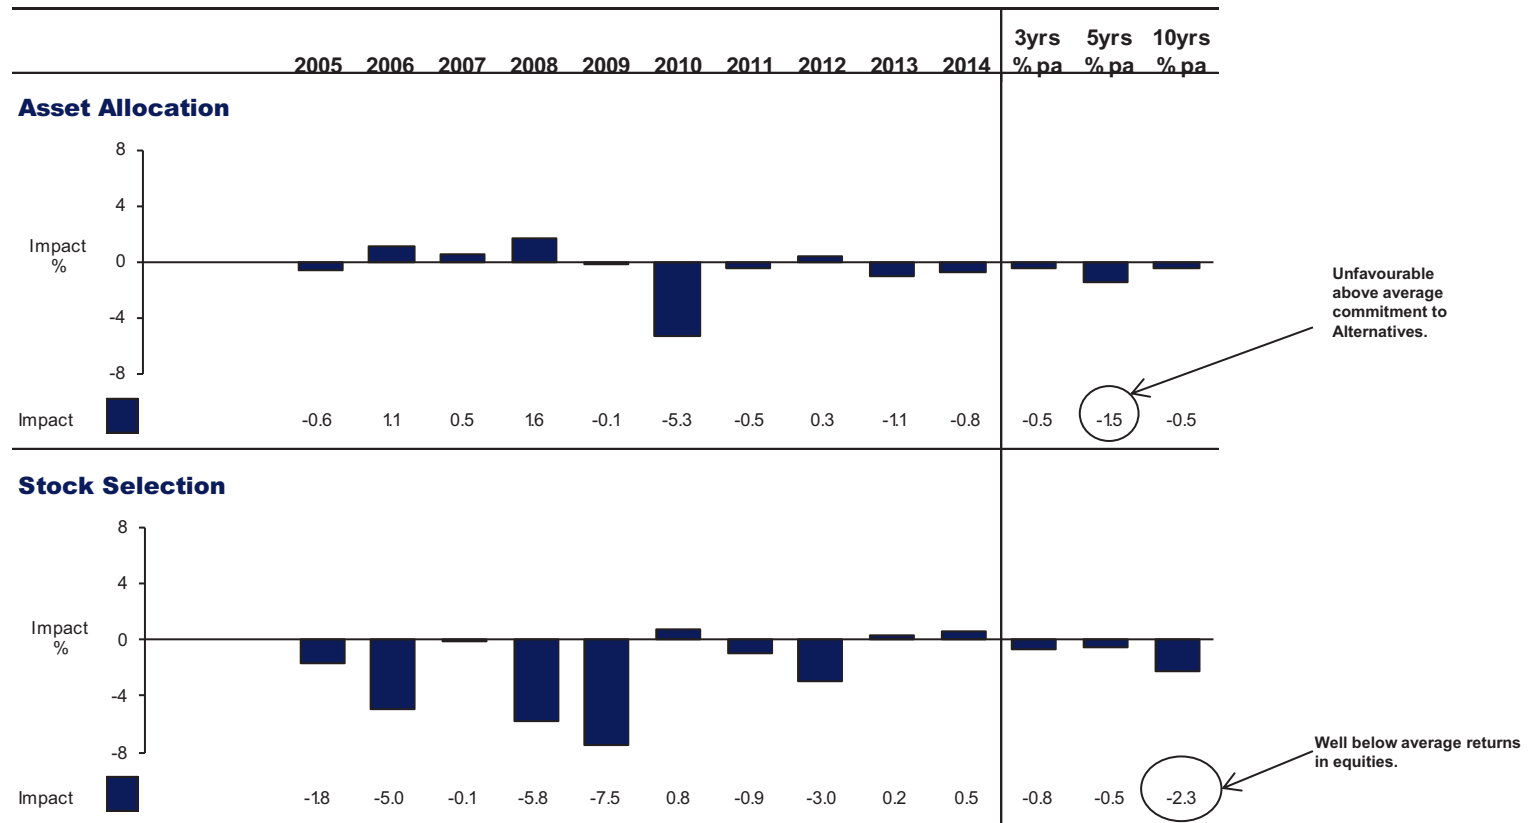 3yrs 5yrs 10yrs
2005 2006 2007 2008 2009 2010 2011 2012 2013 2014 % pa % pa % pa
Asset Allocation
8
4
Impact
%
0
-4
-8
Unfavourable
above average
commitment to
Alternatives.
Impact -0.6 1.1 0.5 1.6 -0.1 -5.3 -0.5 0.3 -1.1 -0.8 -0.5 -1.5 -0.5
Stock Selection
8
4
Impact
%
0
-4
-8
Well below average returns
in equities.
Impact -1.8 -5.0 -0.1 -5.8 -7.5 0.8 -0.9 -3.0 0.2 0.5 -0.8 -0.5 -2.3